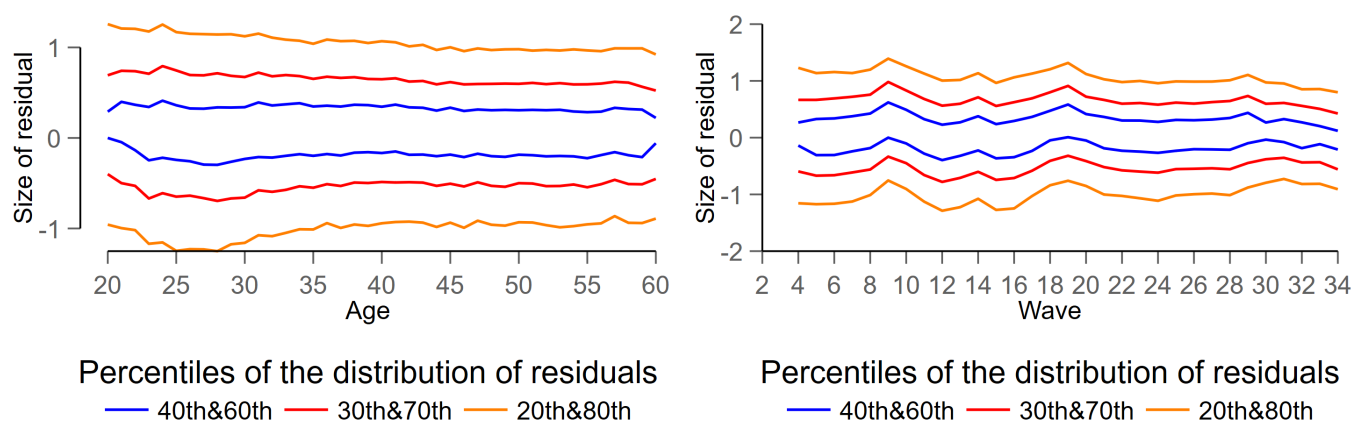 Size of residual
1
0
-1
20 25 30 35 40 45 50 55 60
Age
Percentiles of the distribution of residuals
40th&60th 30th&70th 20th&80th
Size of residual
2
1
0
-1
-2
2 4 6 8 10 12 14 16 18 20 22 24 26 28 30 32 34
Wave
Percentiles of the distribution of residuals
40th&60th 30th&70th 20th&80th